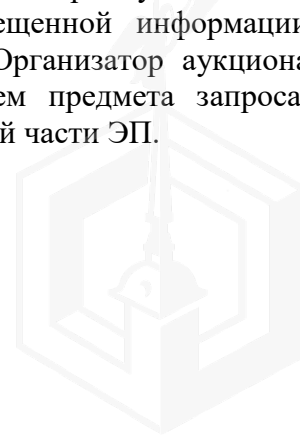 ещенной информации
Организатор аукциона
ем предмета запроса
й части ЭП.